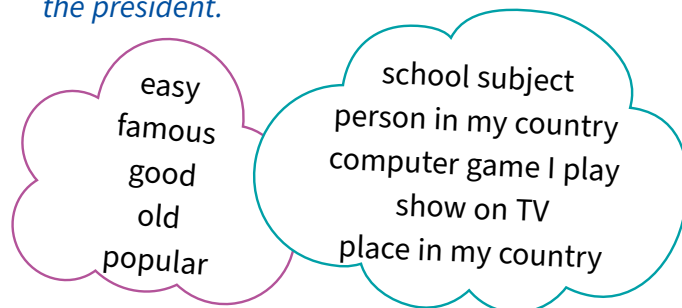 the president.
easy
famous
good
old
popular
school subject
person in my country
computer game I play
show on TV
place in my country